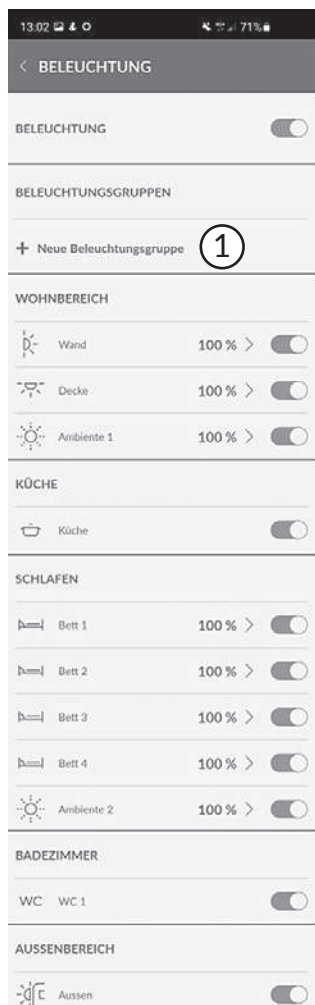 13:02 71%
< BELEUCHTUNG
BELEUCHTUNG
BELEUCHTUNGSGRUPPEN
+ Neue Beleuchtungsgruppe 1
WOHNBEREICH
Wand 100 % >
Decke 100 % >
Ambiente 1 100 % >
KÜCHE
Küche
SCHLAFEN
Bett 1 100 % >
Bett 2 100 % >
Bett 3 100 % >
Bett 4 100 % >
Ambiente 2 100 % >
BADEZIMMER
WC WC 1
AUSSENBEREICH
Aussen